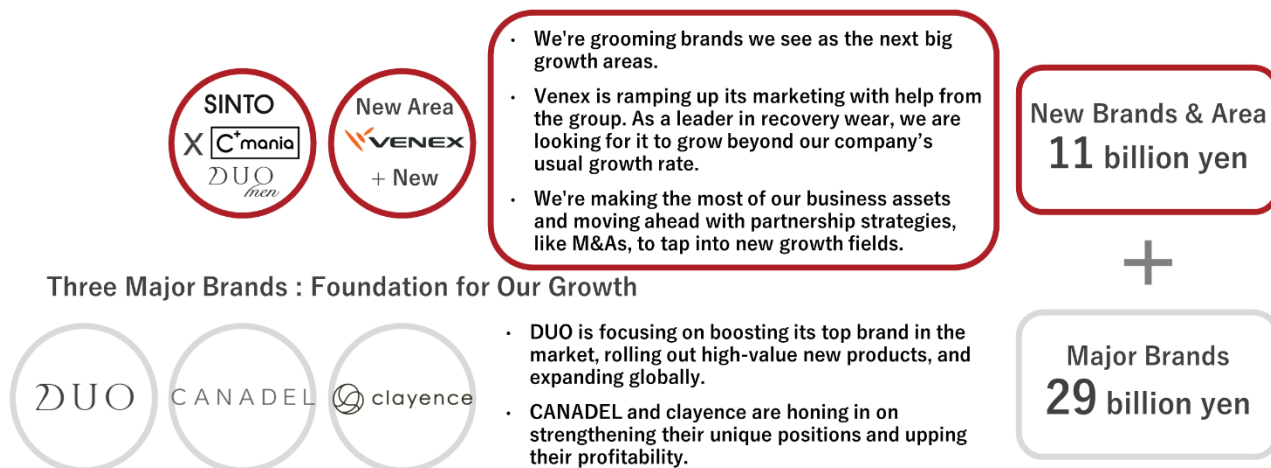 SINTO
X C+mania
DUO men
New Area
VENEX
+ New
・ We're grooming brands we see as the next big
growth areas.
・ Venex is ramping up its marketing with help from
the group. As a leader in recovery wear, we are
looking for it to grow beyond our company's
usual growth rate.
・ We're making the most of our business assets
and moving ahead with partnership strategies,
like M&As, to tap into new growth fields.
New Brands & Area
11 billion yen
+
Three Major Brands : Foundation for Our Growth
DUO
CANADEL
clayence
・ DUO is focusing on boosting its top brand in the
market, rolling out high-value new products, and
expanding globally.
・ CANADEL and clayence are honing in on
strengthening their unique positions and upping
their profitability.
Major Brands
29 billion yen